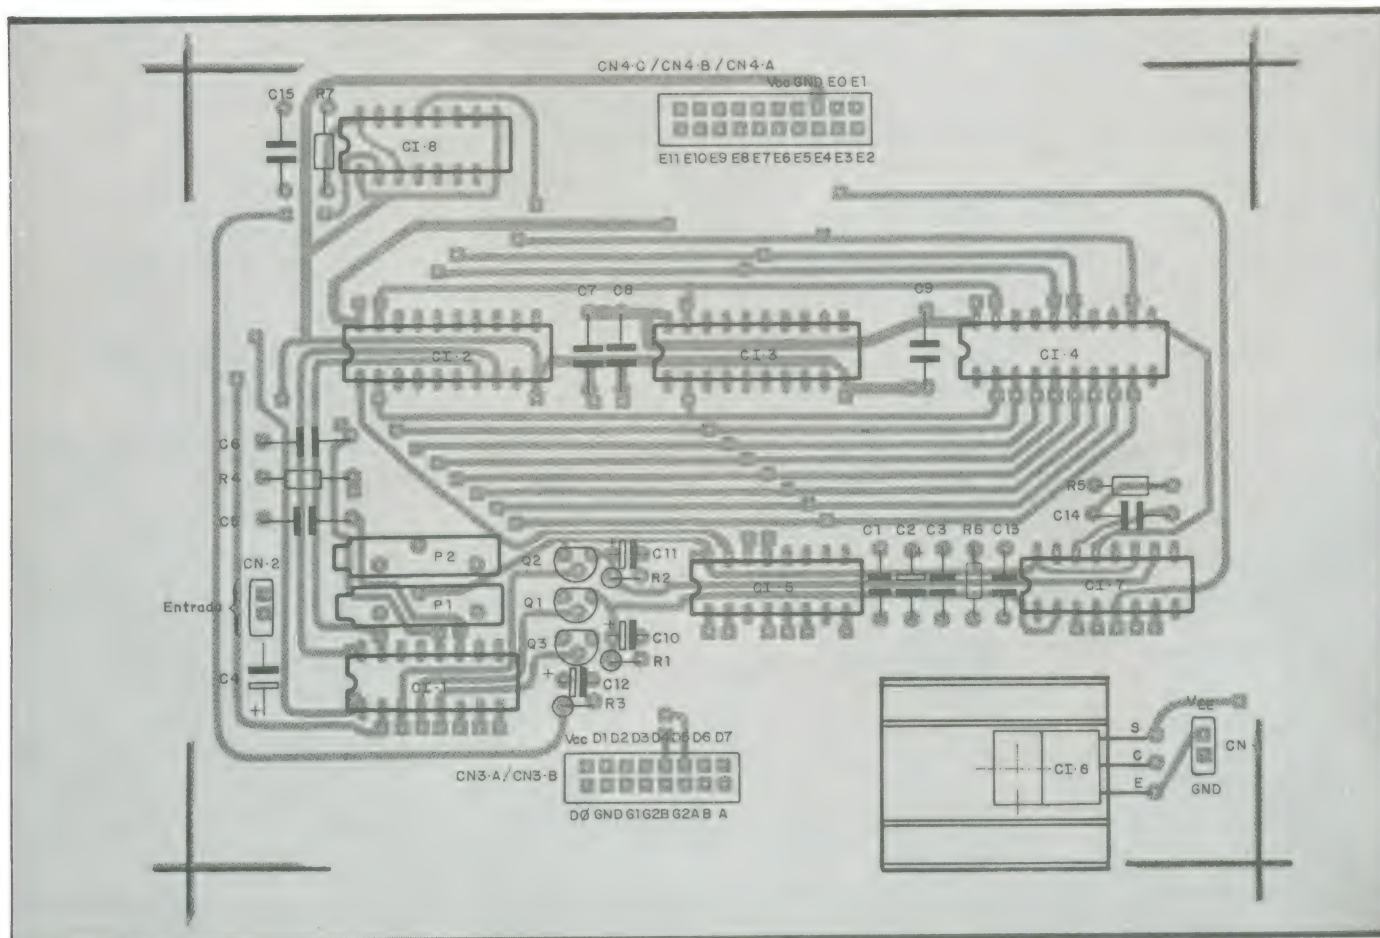 CN4·C/CN4·B/CN4·A
Vcc GND E0 E1
C15 R7
CI·8
E11 E10 E9 E8 E7 E6 E5 E4 E3 E2
C7 C8 C9
CI·2 CI·3 CI·4
C6
R4
R5
C5
C14
P2 Q2 C11 C1 C2 C3 R6 C13
CN·2 R2
CI·5 CI·7
Entrada P1 Q1
C10
Q3
R1
C4 CI·1 C12
+
R3
Vcc D1 D2 D3 D4 D5 D6 D7
CN3·A/CN3·B
DØ GND G1 G2B G2A B A
VEE
S
CN
C
CI·6
E
GND